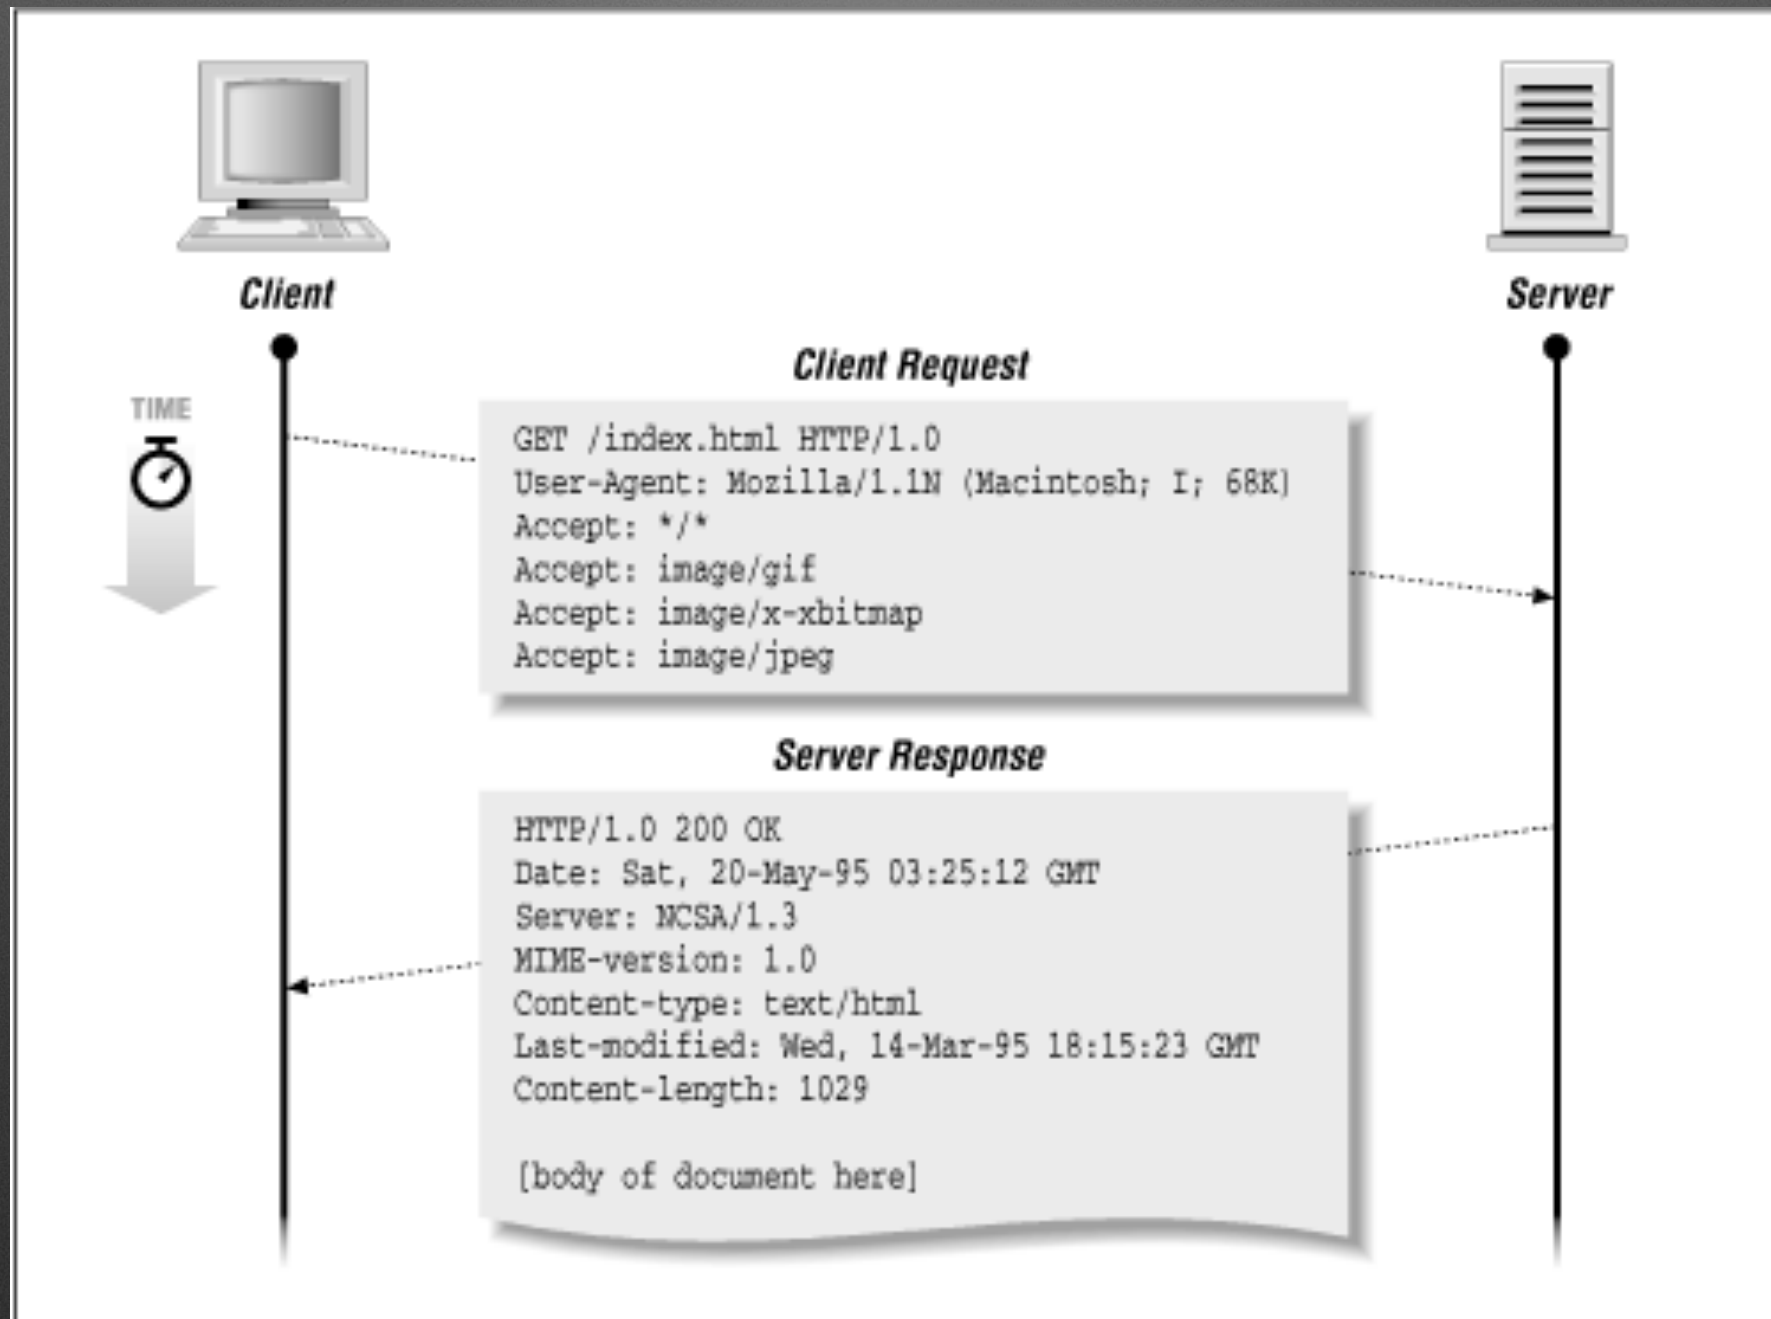 Client
Server
TIME
Client Request
GET /index.html HTTP/1.0
User-Agent: Mozilla/1.1N (Macintosh; I; 68K)
Accept: */*
Accept: image/gif
Accept: image/x-xbitmap
Accept: image/jpeg
Server Response
HTTP/1.0 200 OK
Date: Sat, 20-May-95 03:25:12 GMT
Server: NCSA/1.3
MIME-version: 1.0
Content-type: text/html
Last-modified: Wed, 14-Mar-95 18:15:23 GMT
Content-length: 1029
[body of document here]